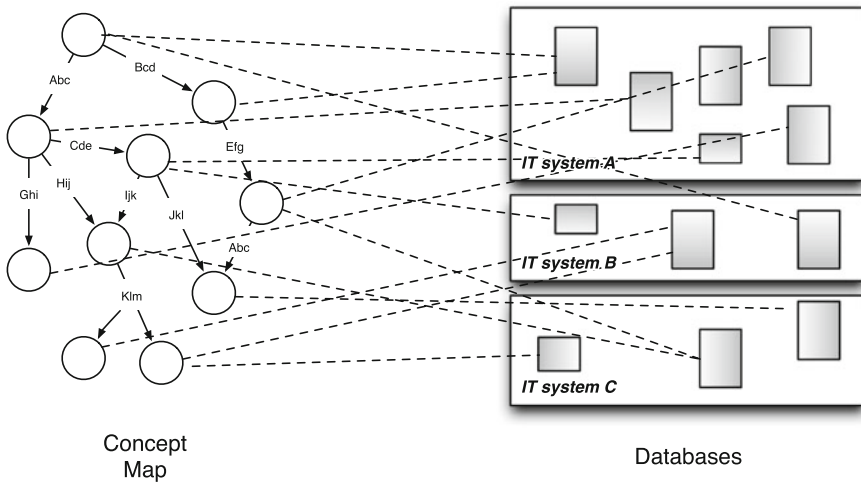 Abc
Bcd
Cde
Efg
Ghi
Hij
Ijk
Jkl
Abc
Klm
IT system A
IT system B
IT system C
Concept
Map
Databases